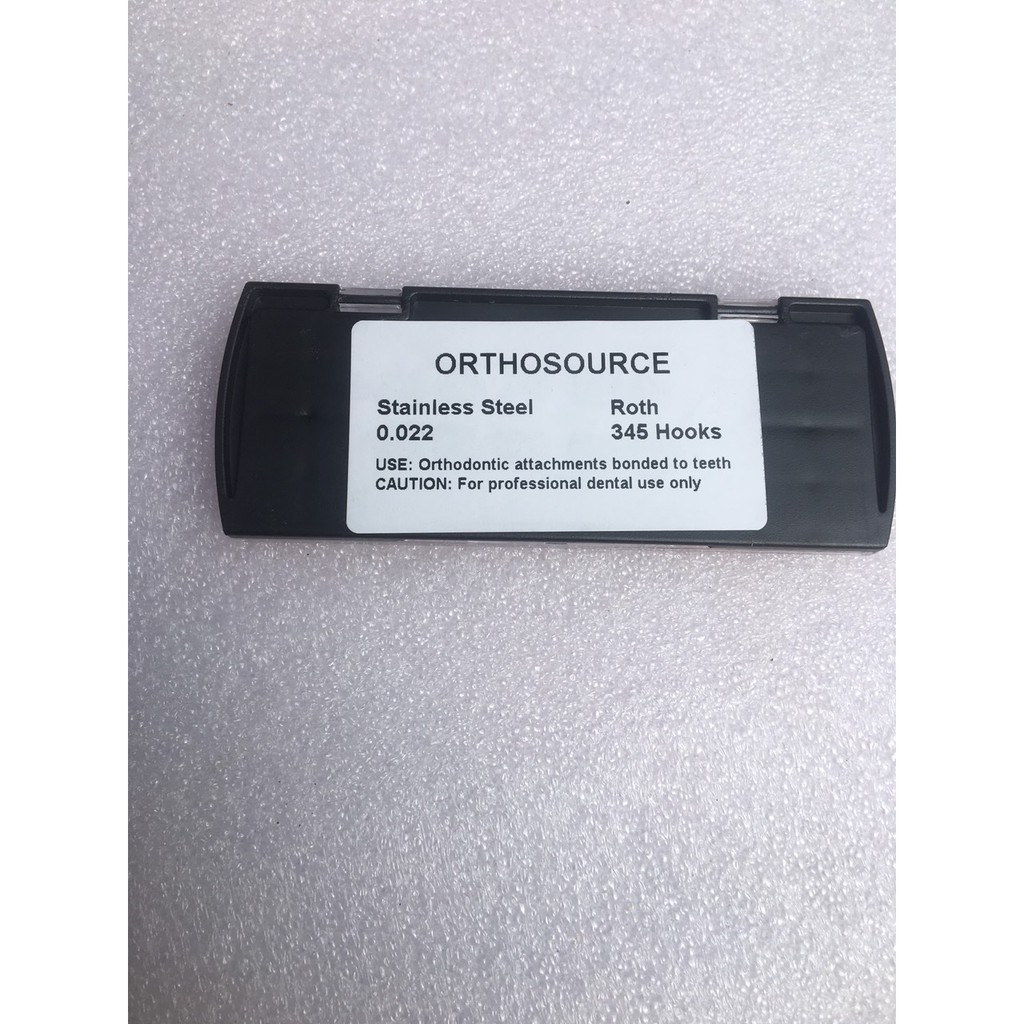 ORTHOSOURCE
Stainless Steel Roth
0.022 345 Hooks
USE: Orthodontic attachments bonded to teeth
CAUTION: For professional dental use only